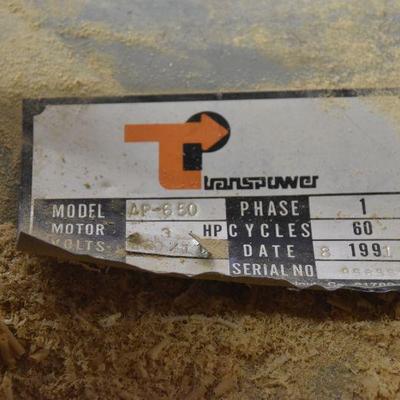 Transpower
MODEL AP-650 PHASE 1
MOTOR 3 HP CYCLES 60
VOLTS DATE 8 1991
SERIAL NO